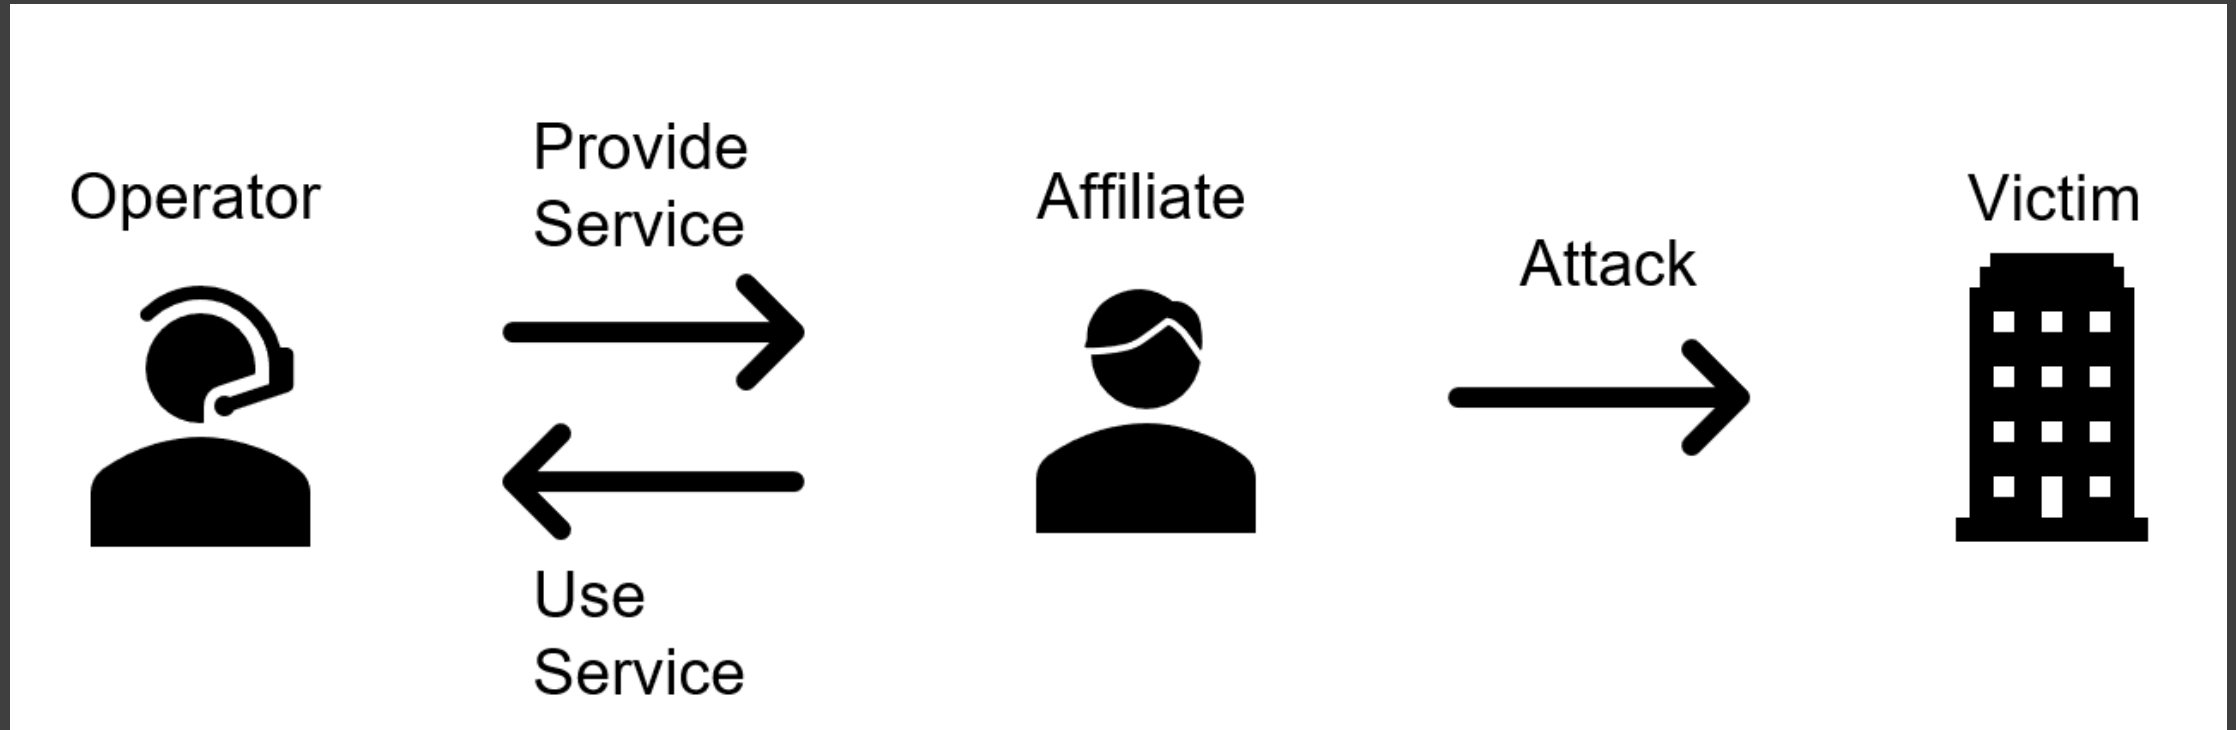 Operator
Provide
Service
Use
Service
Affiliate
Attack
Victim